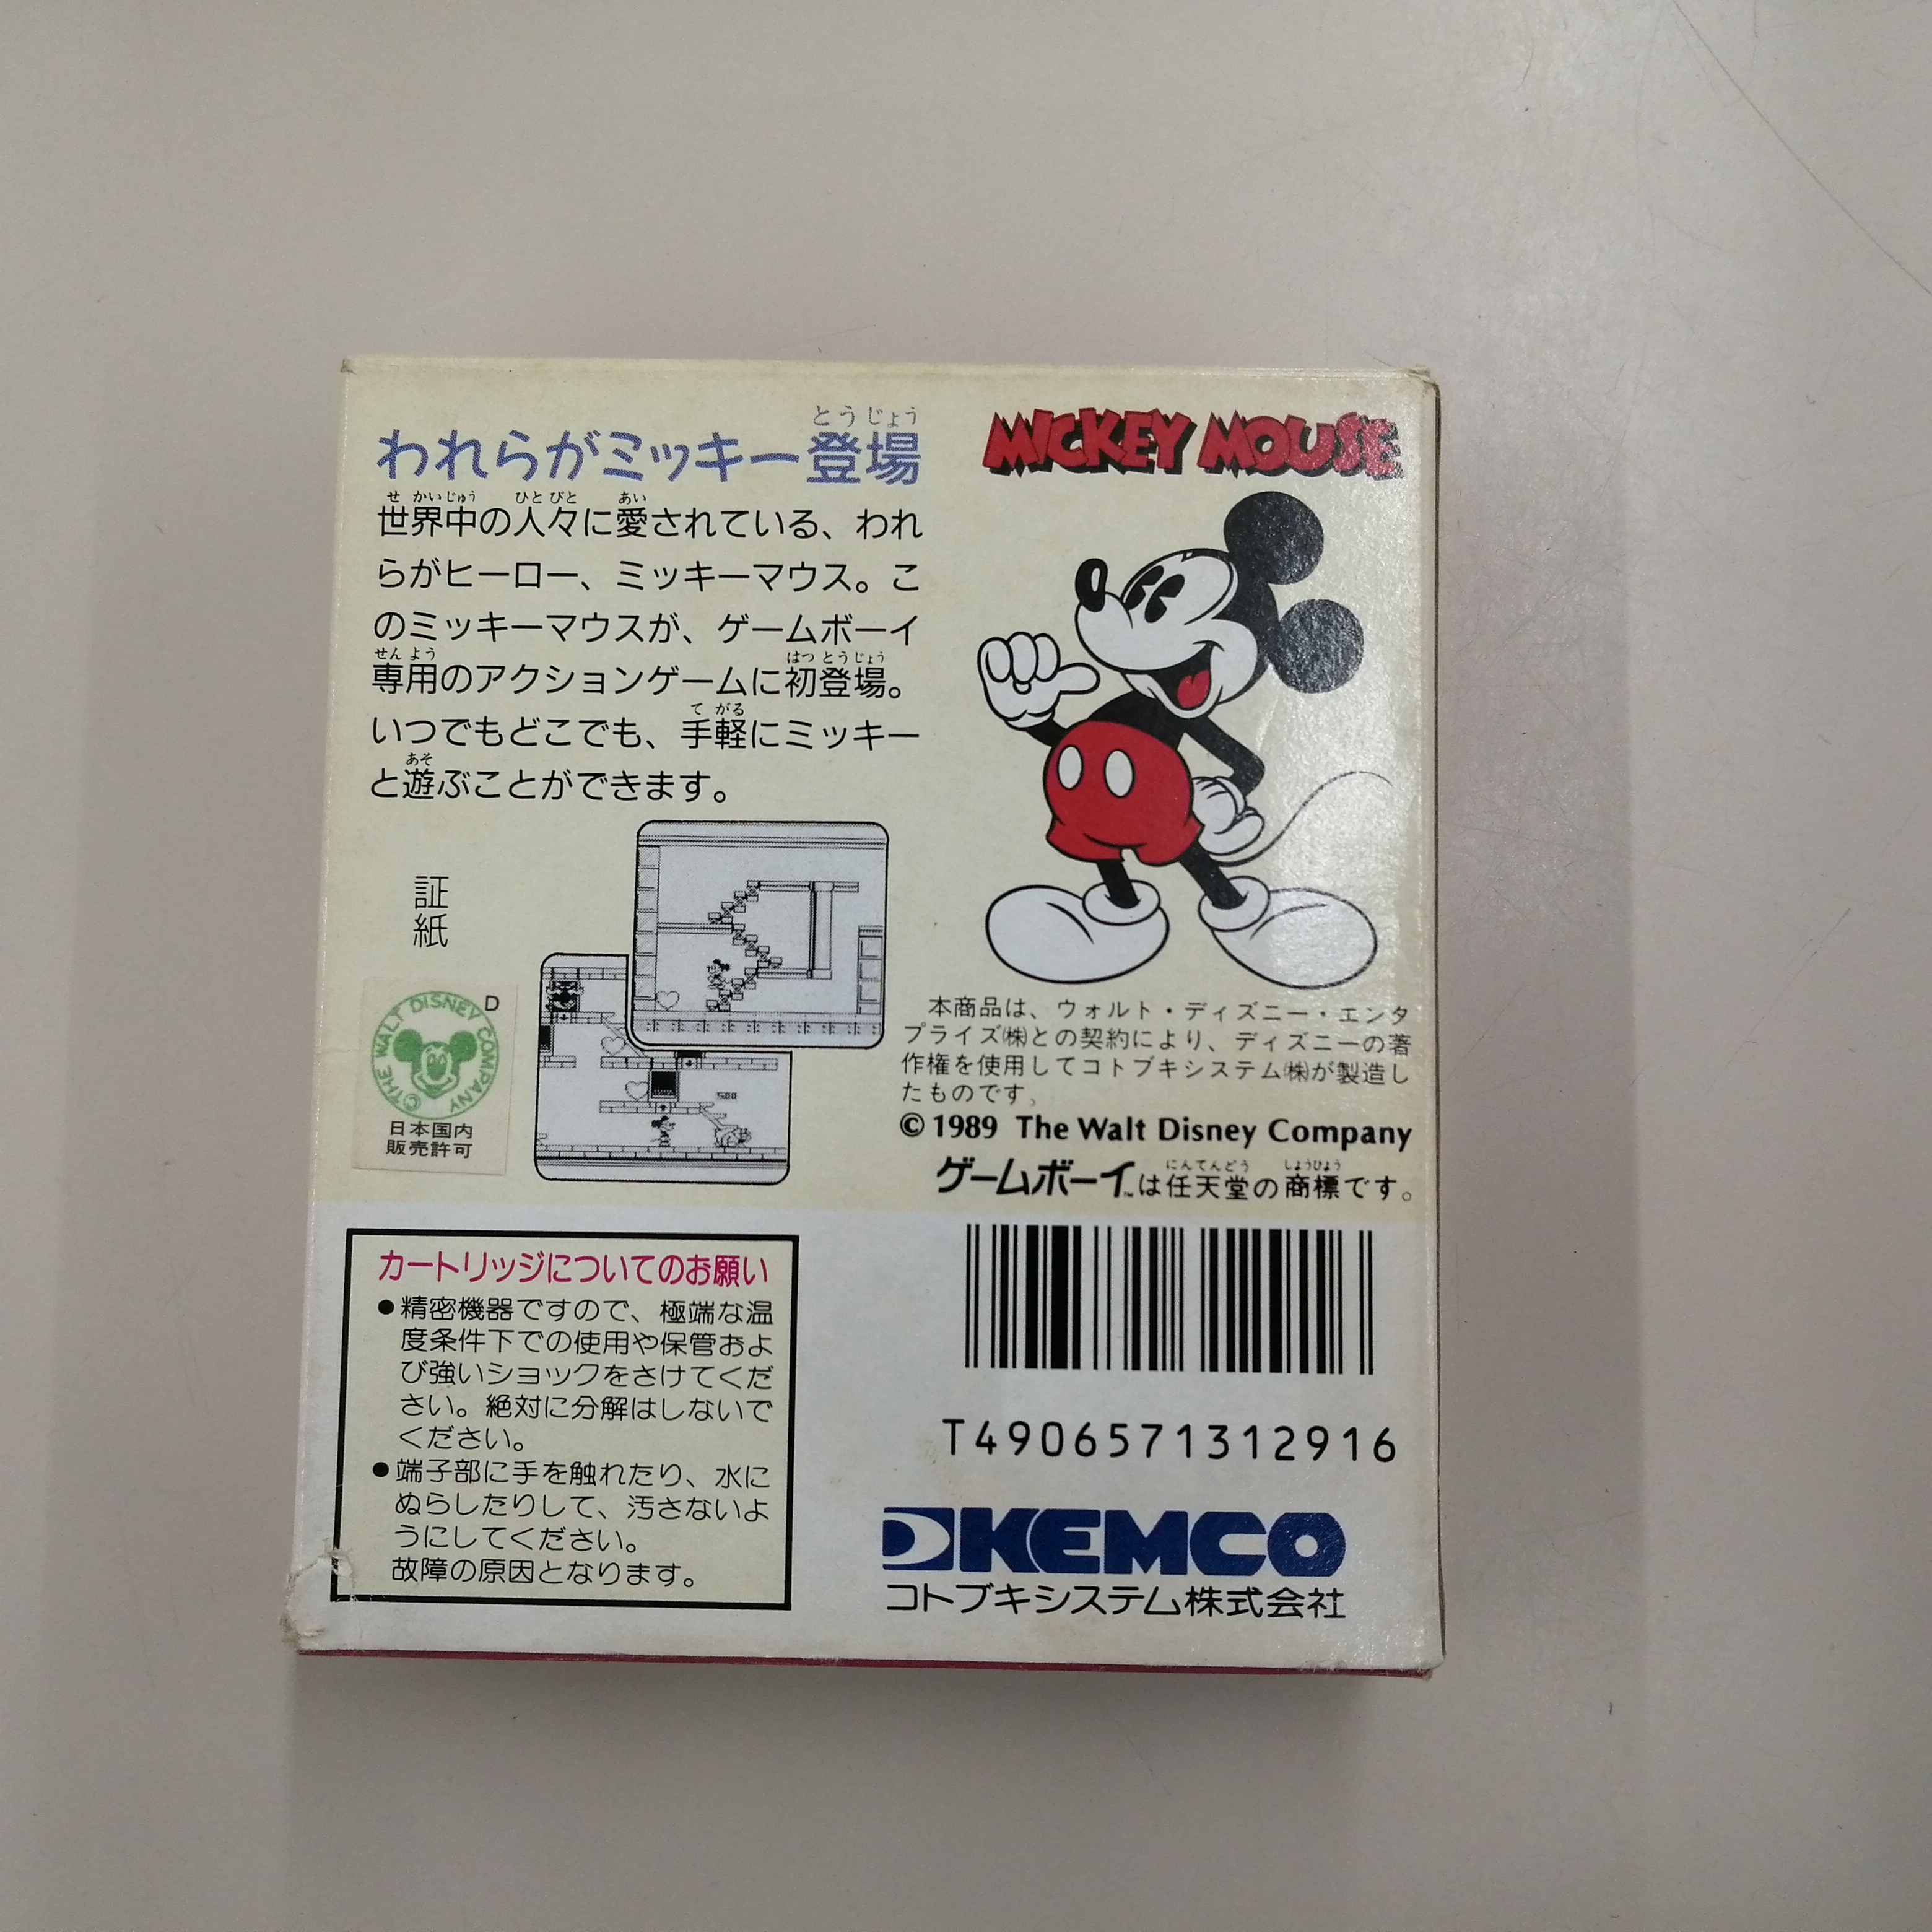 われらがミッキー登場
とうじょう
世界中の人々に愛されている、われ
せかいじゅう ひとびと あい
らがヒーロー、ミッキーマウス。こ
のミッキーマウスが、ゲームボーイ
専用のアクションゲームに初登場。
せんよう はつとうじょう
いつでもどこでも、手軽にミッキー
てがる
と遊ぶことができます。
あそ
証紙
D
©THE WALT DISNEY COMPANY
日本国内
販売許可
500
MICKEY MOUSE
本商品は、ウォルト・ディズニー・エンタ
プライズ㈱との契約により、ディズニーの著
作権を使用してコトブキシステム㈱が製造し
たものです。
© 1989 The Walt Disney Company
ゲームボーイ™は任天堂の商標です。
にんてんどう しょうひょう
カートリッジについてのお願い
●精密機器ですので、極端な温
度条件下での使用や保管およ
び強いショックをさけてくだ
さい。絶対に分解はしないで
ください。
●端子部に手を触れたり、水に
ぬらしたりして、汚さないよ
うにしてください。
故障の原因となります。
T4906571312916
KEMCO
コトブキシステム株式会社